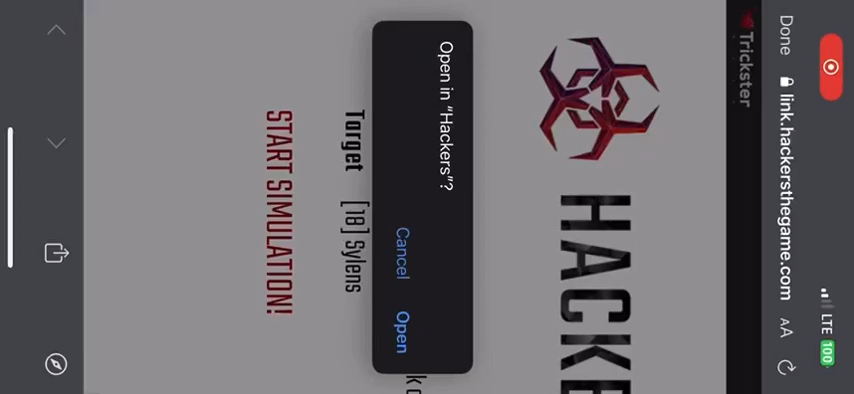 LTE 100
Done link.hackersthegame.com AA
Trickster
HACKE
Open in “Hackers”?
Cancel Open
k o
Target [18] Sylens
START SIMULATION!